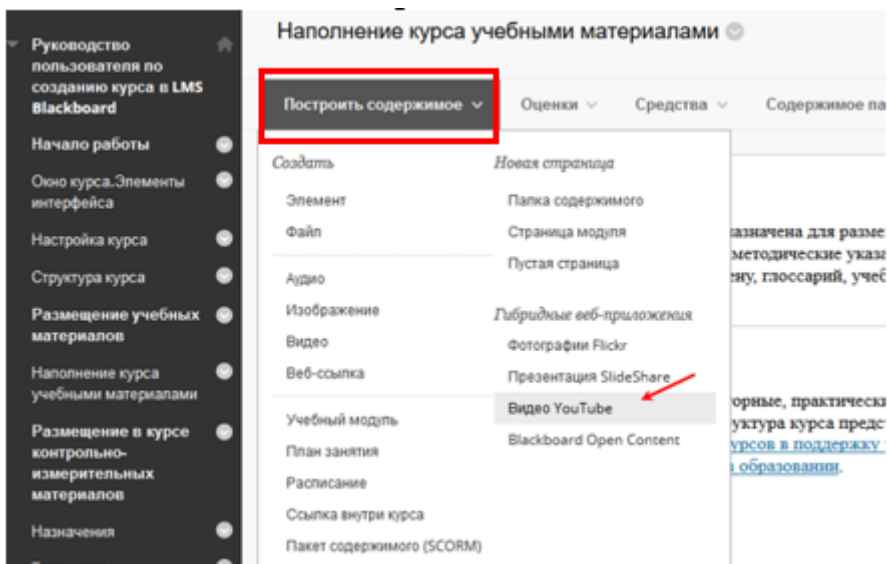 Руководство
пользователя по
созданию курса в LMS
Blackboard
Начало работы
Окно курса.Элементы
интерфейса
Настройка курса
Структура курса
Размещение учебных
материалов
Наполнение курса
учебными материалами
Размещение в курсе
контрольно-
измерительных
материалов
Назначения
Наполнение курса учебными материалами
Построить содержимое
Оценки
Средства
Содержимое па
Создать
Элемент
Файл
Аудио
Изображение
Видео
Веб-ссылка
Учебный модуль
План занятия
Расписание
Ссылка внутри курса
Пакет содержимого (SCORM)
Новая страница
Папка содержимого
Страница модуля
Пустая страница
Гибридные веб-приложения
Фотографии Flickr
Презентация SlideShare
Видео YouTube
Blackboard Open Content
азначена для разме
методические указа
ену, глоссарий, учеб
орные, практически
уктура курса предс
урсов в поддержку
образовании.